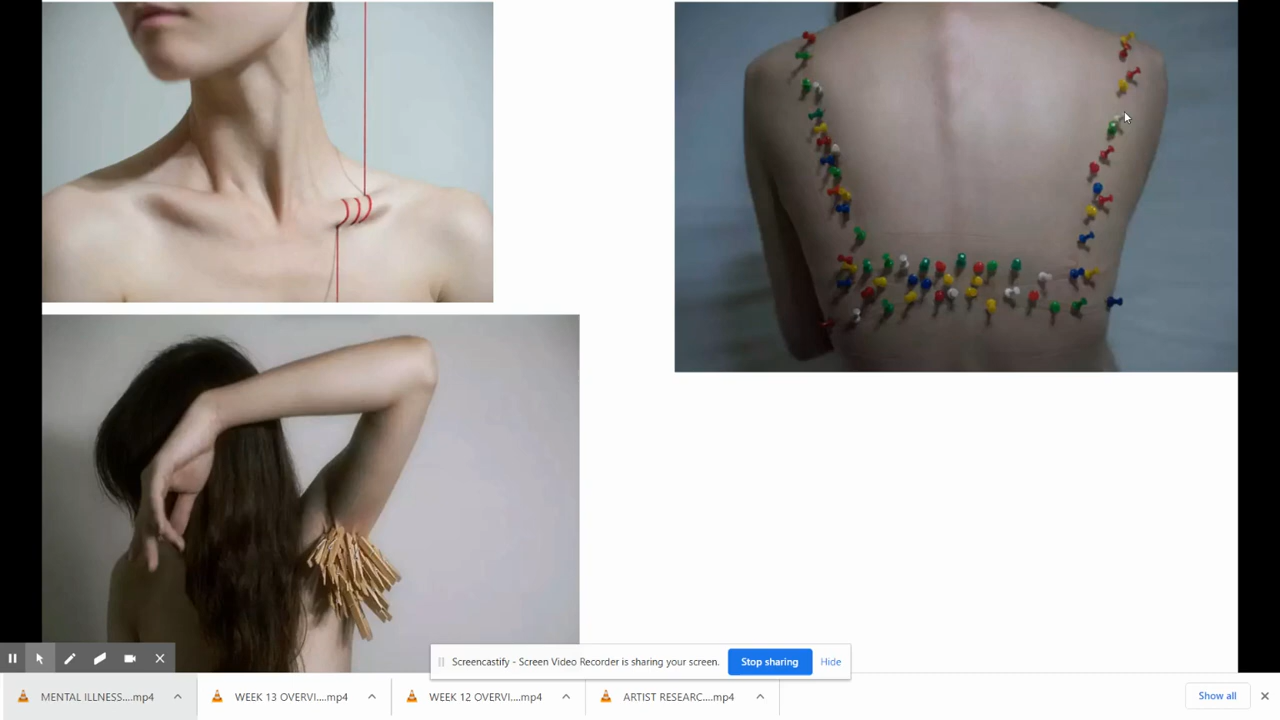 Screencastify - Screen Video Recorder is sharing your screen.
Stop sharing
Hide
MENTAL ILLNESS....mp4
WEEK 13 OVERVI....mp4
WEEK 12 OVERVI....mp4
ARTIST RESEARC....mp4
Show all